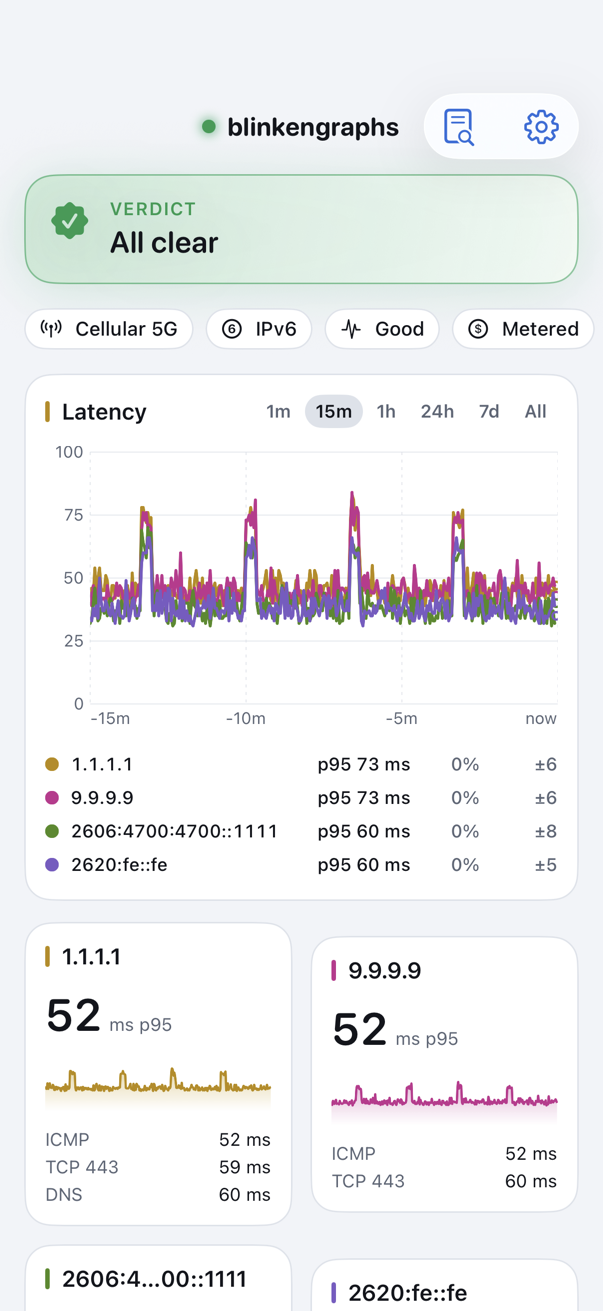 blinkengraphs
VERDICT
All clear
Cellular 5G
6 IPv6
Good
$ Metered
Latency
1m 15m 1h 24h 7d All
100
75
50
25
0
-15m -10m -5m now
1.1.1.1 p95 73 ms 0% ±6
9.9.9.9 p95 73 ms 0% ±6
2606:4700:4700::1111 p95 60 ms 0% ±8
2620:fe::fe p95 60 ms 0% ±5
1.1.1.1
52 ms p95
ICMP 52 ms
TCP 443 59 ms
DNS 60 ms
9.9.9.9
52 ms p95
ICMP 52 ms
TCP 443 60 ms
2606:4...00::1111
2620:fe::fe